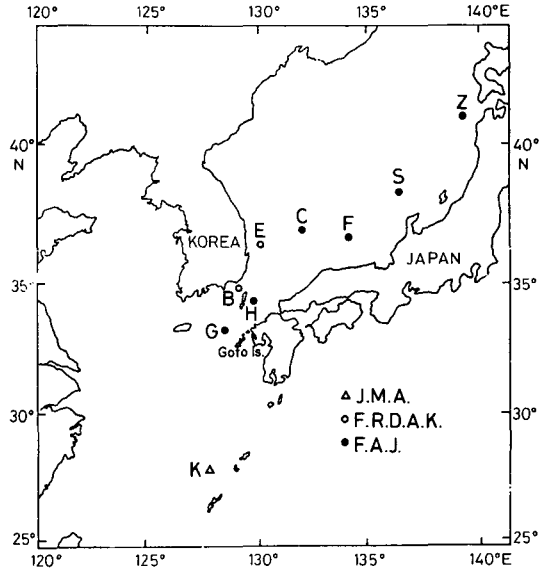 120°E 125° 130° 135° 140°E
Z
40° N
40° N
S
E C F
KOREA
JAPAN
35°
B
35°
H
G
Goto Is.
△ J.M.A.
○ F.R.D.A.K.
● F.A.J.
30°
30°
K
25°
25°
120°E 125° 130° 135° 140°E